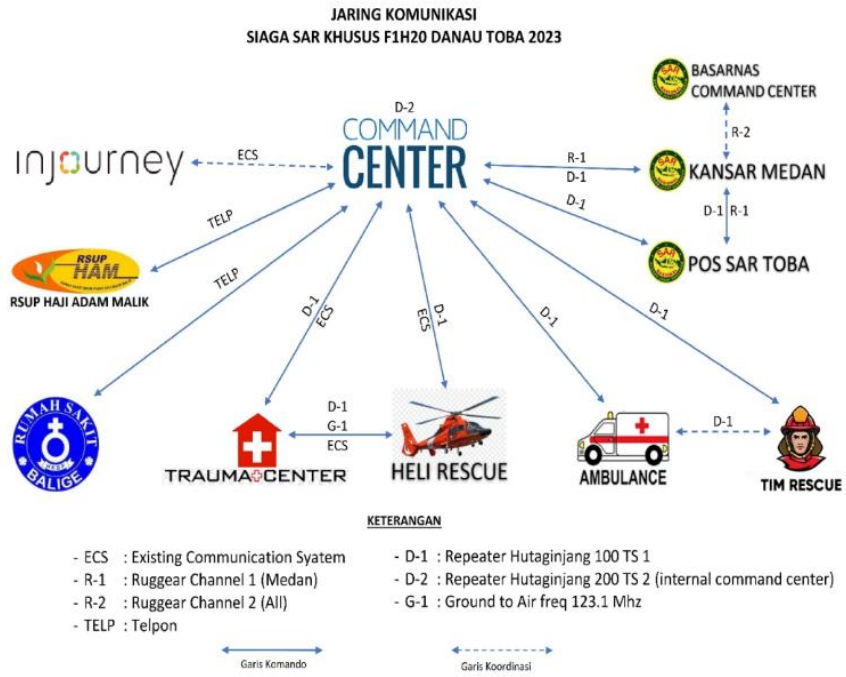 JARING KOMUNIKASI
SIAGA SAR KHUSUS F1H20 DANAU TOBA 2023
D-2
COMMAND
CENTER
injourney
ECS
R-1
D-1
D-1
BASARNAS
COMMAND CENTER
R-2
SAR
KANSAR MEDAN
D-1 R-1
SAR
POS SAR TOBA
TELP
RSUP
HAM
RSUP HAJI ADAM MALIK
TELP
D-1
ECS
D-1
ECS
D-1
D-1
RUMAH SAKIT
HKBP
BALIGE
TRAUMA CENTER
D-1
G-1
ECS
HELI RESCUE
AMBULANCE
D-1
TIM RESCUE
KETERANGAN
- ECS : Existing Communication Syatem
- R-1 : Ruggear Channel 1 (Medan)
- R-2 : Ruggear Channel 2 (All)
- TELP : Telpon
- D-1 : Repeater Hutaginjang 100 TS 1
- D-2 : Repeater Hutaginjang 200 TS 2 (internal command center)
- G-1 : Ground to Air freq 123.1 Mhz
Garis Komando
Garis Koordinasi